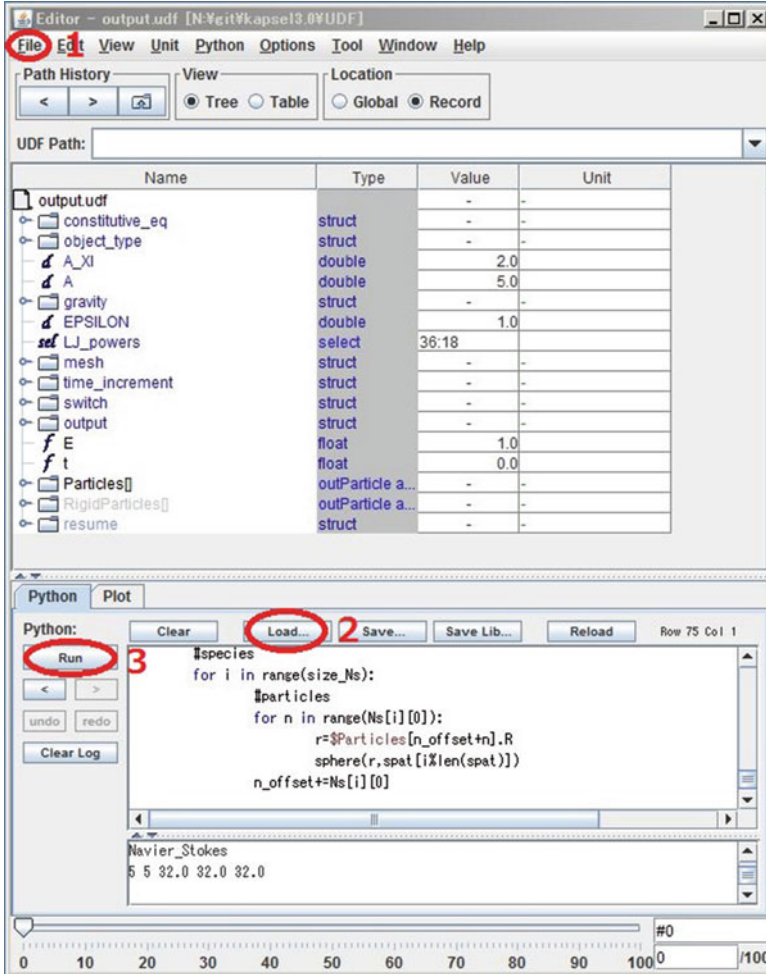 Editor - output.udf [N:¥git¥kapsel3.0¥UDF]
File Edit View Unit Python Options Tool Window Help
1
Path History View Location
< > Tree Table Global Record
UDF Path:
Name Type Value Unit
output.udf - -
constitutive_eq struct - -
object_type struct - -
d A_XI double 2.0
d A double 5.0
gravity struct - -
d EPSILON double 1.0
sel LJ_powers select 36:18
mesh struct - -
time_increment struct - -
switch struct - -
output struct - -
f E float 1.0
f t float 0.0
Particles[] outParticle a... - -
RigidParticles[] outParticle a... - -
resume struct - -
Python Plot
Python: Clear Load... 2 Save... Save Lib... Reload Row 75 Col 1
Run 3
< >
undo redo
Clear Log
#species
for i in range(size_Ns):
#particles
for n in range(Ns[i][0]):
r=$Particles[n_offset+n].R
sphere(r,spat[i%len(spat)])
n_offset+=Ns[i][0]
Navier_Stokes
5 5 32.0 32.0 32.0
#0
0 10 20 30 40 50 60 70 80 90 100
0 /100